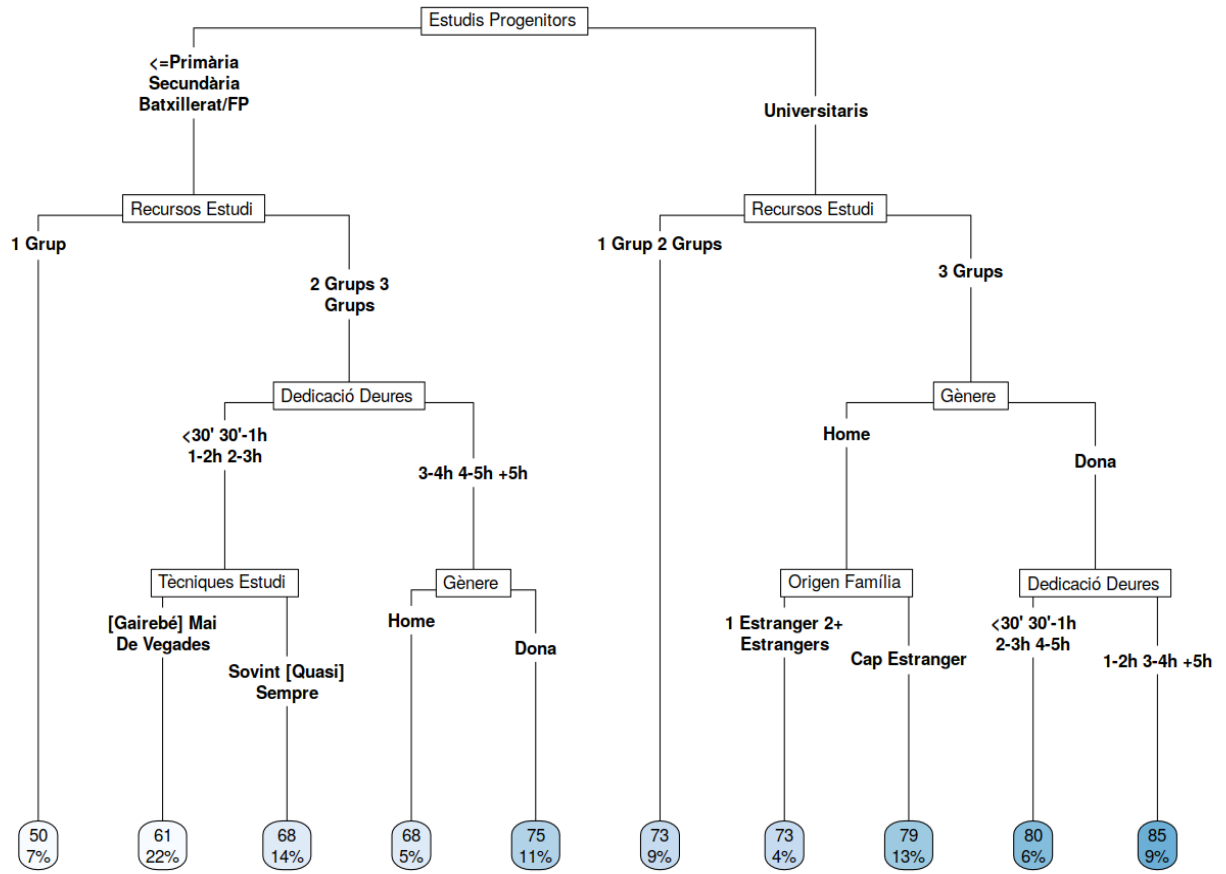 Estudis Progenitors
<=Primària
Secundària
Batxillerat/FP
Universitaris
Recursos Estudi
Recursos Estudi
1 Grup
1 Grup 2 Grups
3 Grups
2 Grups 3
Grups
Dedicació Deures
Gènere
<30' 30'-1h
1-2h 2-3h
Home
3-4h 4-5h +5h
Dona
Tècniques Estudi
Gènere
Origen Família
Dedicació Deures
[Gairebé] Mai
De Vegades
Home
1 Estranger 2+
Estrangers
<30' 30'-1h
2-3h 4-5h
Sovint [Quasi]
Sempre
Dona
Cap Estranger
1-2h 3-4h +5h
50
7%
61
22%
68
14%
68
5%
75
11%
73
9%
73
4%
79
13%
80
6%
85
9%